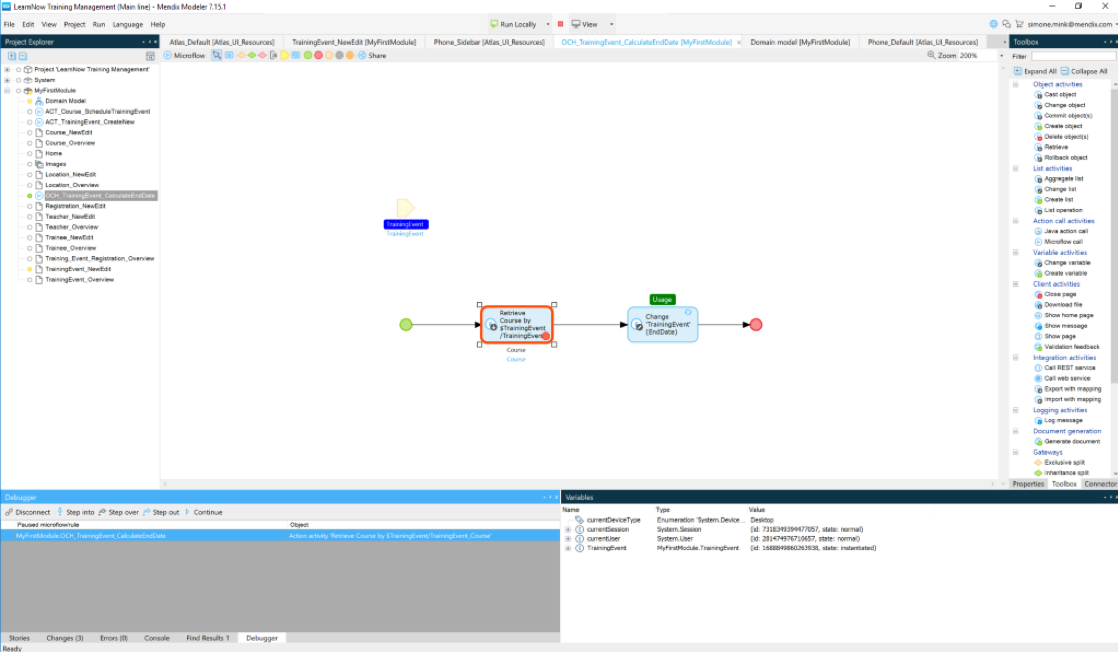 LearnNow Training Management (Main line) - Mendix Modeler 7.15.1
File Edit View Project Run Language Help
Run Locally
View
simone.mink@mendix.com
Project Explorer
Atlas_Default [Atlas_UI_Resources]
TrainingEvent_NewEdit [MyFirstModule]
Phone_Sidebar [Atlas_UI_Resources]
OCH_TrainingEvent_CalculateEndDate [MyFirstModule]
Domain model [MyFirstModule]
Phone_Default [Atlas_UI_Resources]
Toolbox
Microflow
Share
Zoom 200%
Filter
Expand All
Collapse All
Project 'LearnNow Training Management'
System
MyFirstModule
Domain Model
ACT_Course_ScheduleTrainingEvent
ACT_TrainingEvent_CreateNew
Course_NewEdit
Course_Overview
Home
Images
Location_NewEdit
Location_Overview
OCH_TrainingEvent_CalculateEndDate
Registration_NewEdit
Teacher_NewEdit
Teacher_Overview
Trainee_NewEdit
Trainee_Overview
Training_Event_Registration_Overview
TrainingEvent_NewEdit
TrainingEvent_Overview
TrainingEvent
TrainingEvent
Retrieve
Course by
$TrainingEvent
/TrainingEvent
Course
Course
Usage
Change
'TrainingEvent'
(EndDate)
Object activities
Cast object
Change object
Commit object(s)
Create object
Delete object(s)
Retrieve
Rollback object
List activities
Aggregate list
Change list
Create list
List operation
Action call activities
Java action call
Microflow call
Variable activities
Change variable
Create variable
Client activities
Close page
Download file
Show home page
Show message
Show page
Validation feedback
Integration activities
Call REST service
Call web service
Export with mapping
Import with mapping
Logging activities
Log message
Document generation
Generate document
Gateways
Exclusive split
Inheritance split
Properties Toolbox Connector
Debugger
Disconnect Step into Step over Step out Continue
Paused microflow/rule Object
MyFirstModule.OCH_TrainingEvent_CalculateEndDate Action activity 'Retrieve Course by $TrainingEvent/TrainingEvent_Course'
Variables
Name Type Value
currentDeviceType Enumeration 'System.Device... Desktop
currentSession System.Session (id: 7318349394477057, state: normal)
currentUser System.User (id: 281474976710657, state: normal)
TrainingEvent MyFirstModule.TrainingEvent (id: 1688849860263938, state: instantiated)
Stories Changes (3) Errors (0) Console Find Results 1 Debugger
Ready